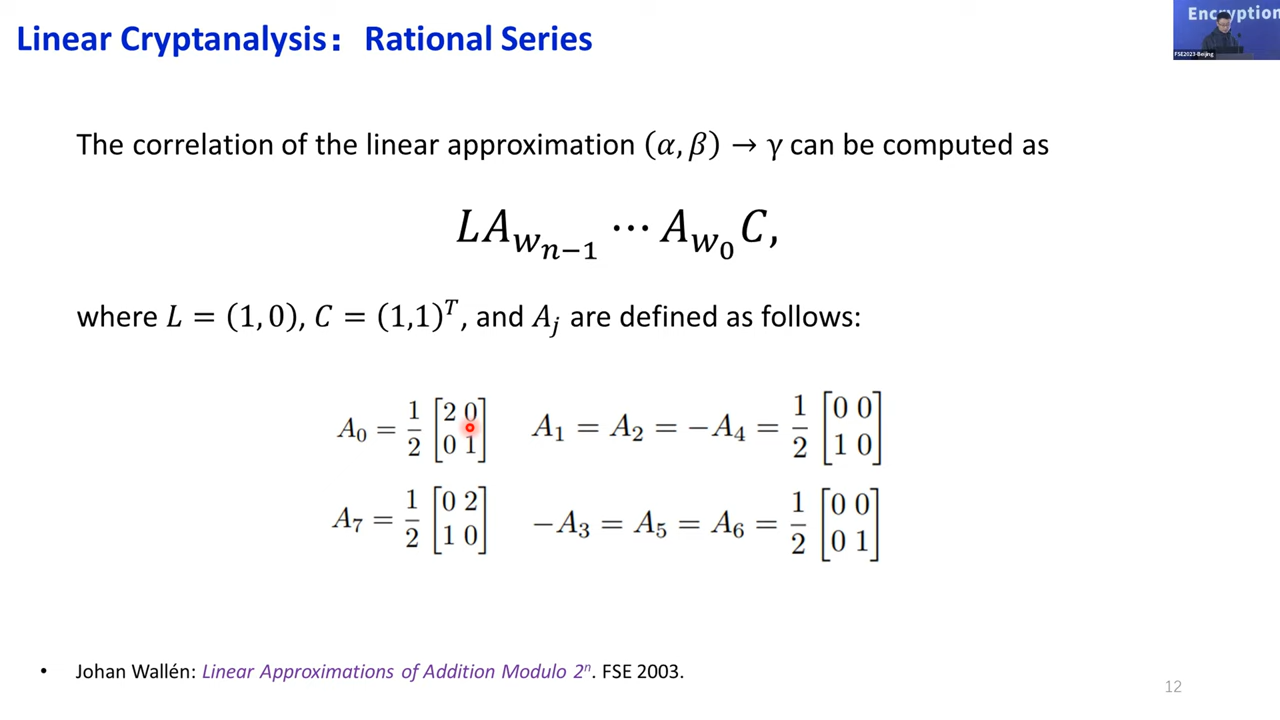 Linear Cryptanalysis: Rational Series
Encryption
FSE2023-Beijing
The correlation of the linear approximation (α, β) → γ can be computed as
LA_{w_{n−1}} ⋯ A_{w_0} C,
where L = (1, 0), C = (1,1)^T, and A_j are defined as follows:
A_0 = 1/2 [2 0; 0 1]  A_1 = A_2 = −A_4 = 1/2 [0 0; 1 0]
A_7 = 1/2 [0 2; 1 0]  −A_3 = A_5 = A_6 = 1/2 [0 0; 0 1]
• Johan Wallén: Linear Approximations of Addition Modulo 2^n. FSE 2003.
12